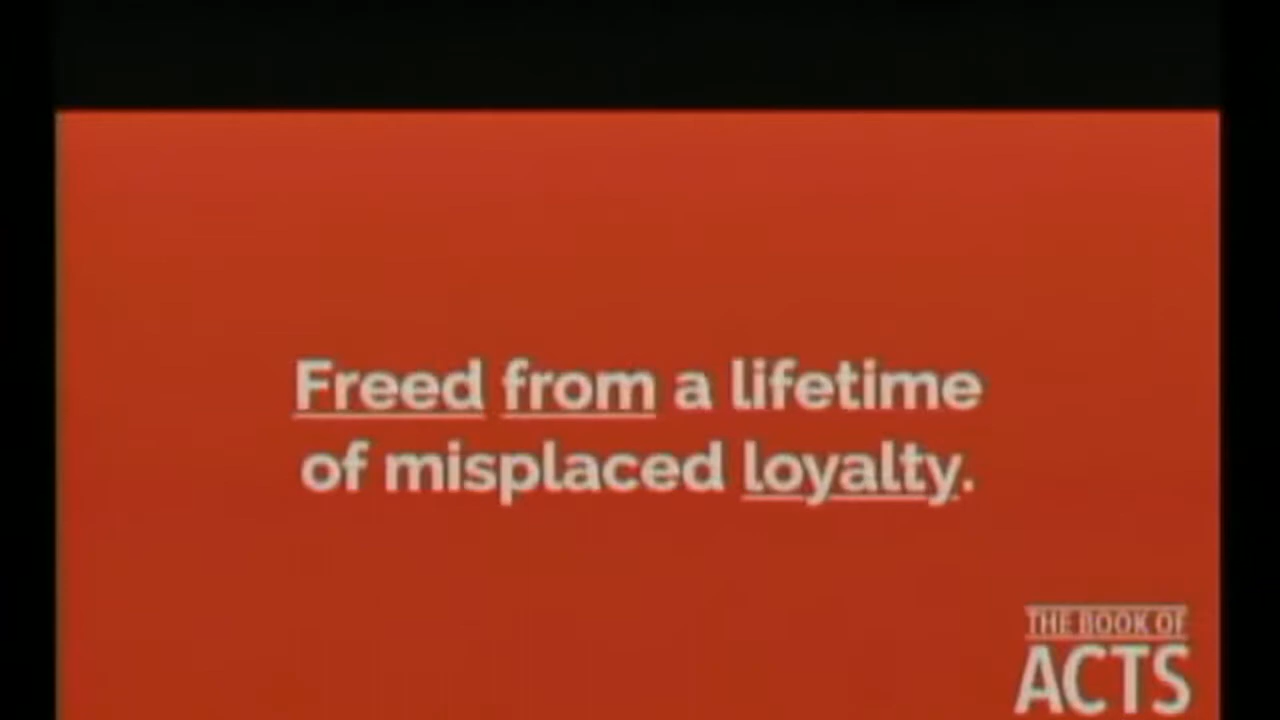 Freed from a lifetime
of misplaced loyalty.
THE BOOK OF
ACTS